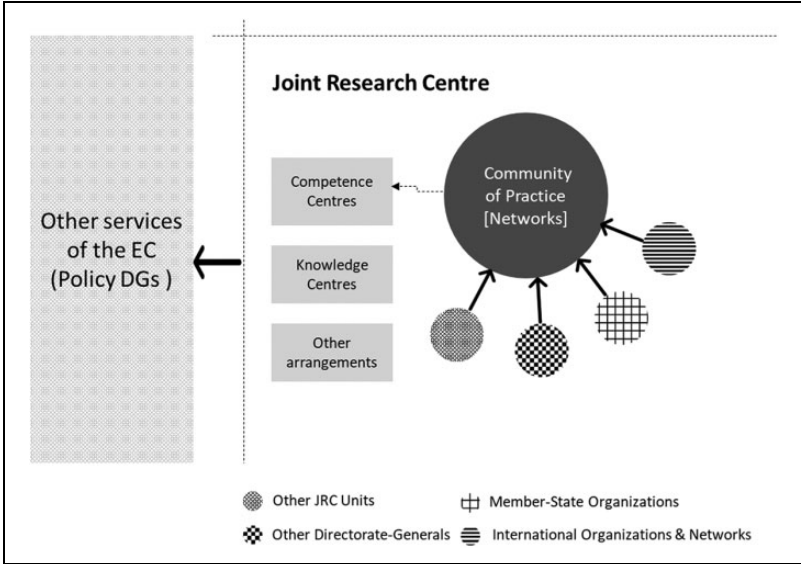 Joint Research Centre
Other services
of the EC
(Policy DGs )
Competence
Centres
Knowledge
Centres
Other
arrangements
Community
of Practice
[Networks]
Other JRC Units
Member-State Organizations
Other Directorate-Generals
International Organizations & Networks